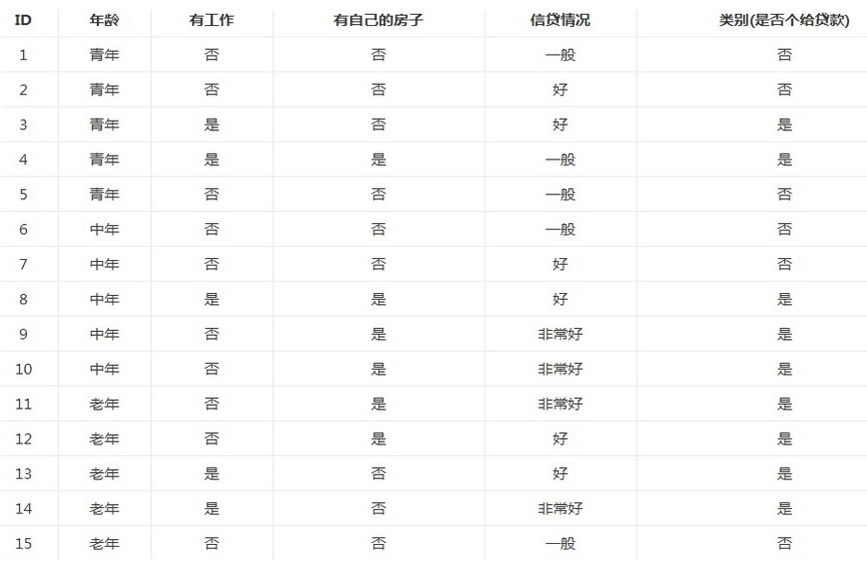 ID 年龄 有工作 有自己的房子 信贷情况 类别(是否个给贷款)
1 青年 否 否 一般 否
2 青年 否 否 好 否
3 青年 是 否 好 是
4 青年 是 是 一般 是
5 青年 否 否 一般 否
6 中年 否 否 一般 否
7 中年 否 否 好 否
8 中年 是 是 好 是
9 中年 否 是 非常好 是
10 中年 否 是 非常好 是
11 老年 否 是 非常好 是
12 老年 否 是 好 是
13 老年 是 否 好 是
14 老年 是 否 非常好 是
15 老年 否 否 一般 否